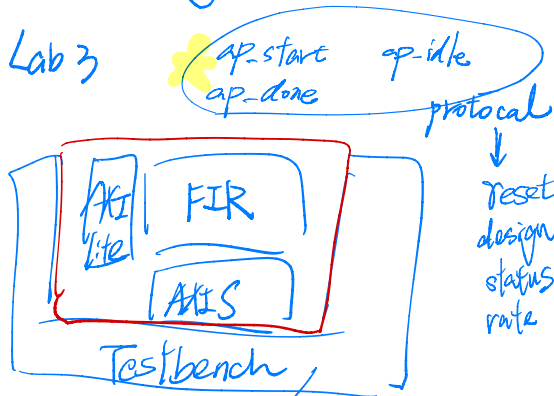 Lab 3
ap_start ap_idle
ap_done
protocal
reset
design
status
rate
AXI
Lite
FIR
AXIS
Testbench